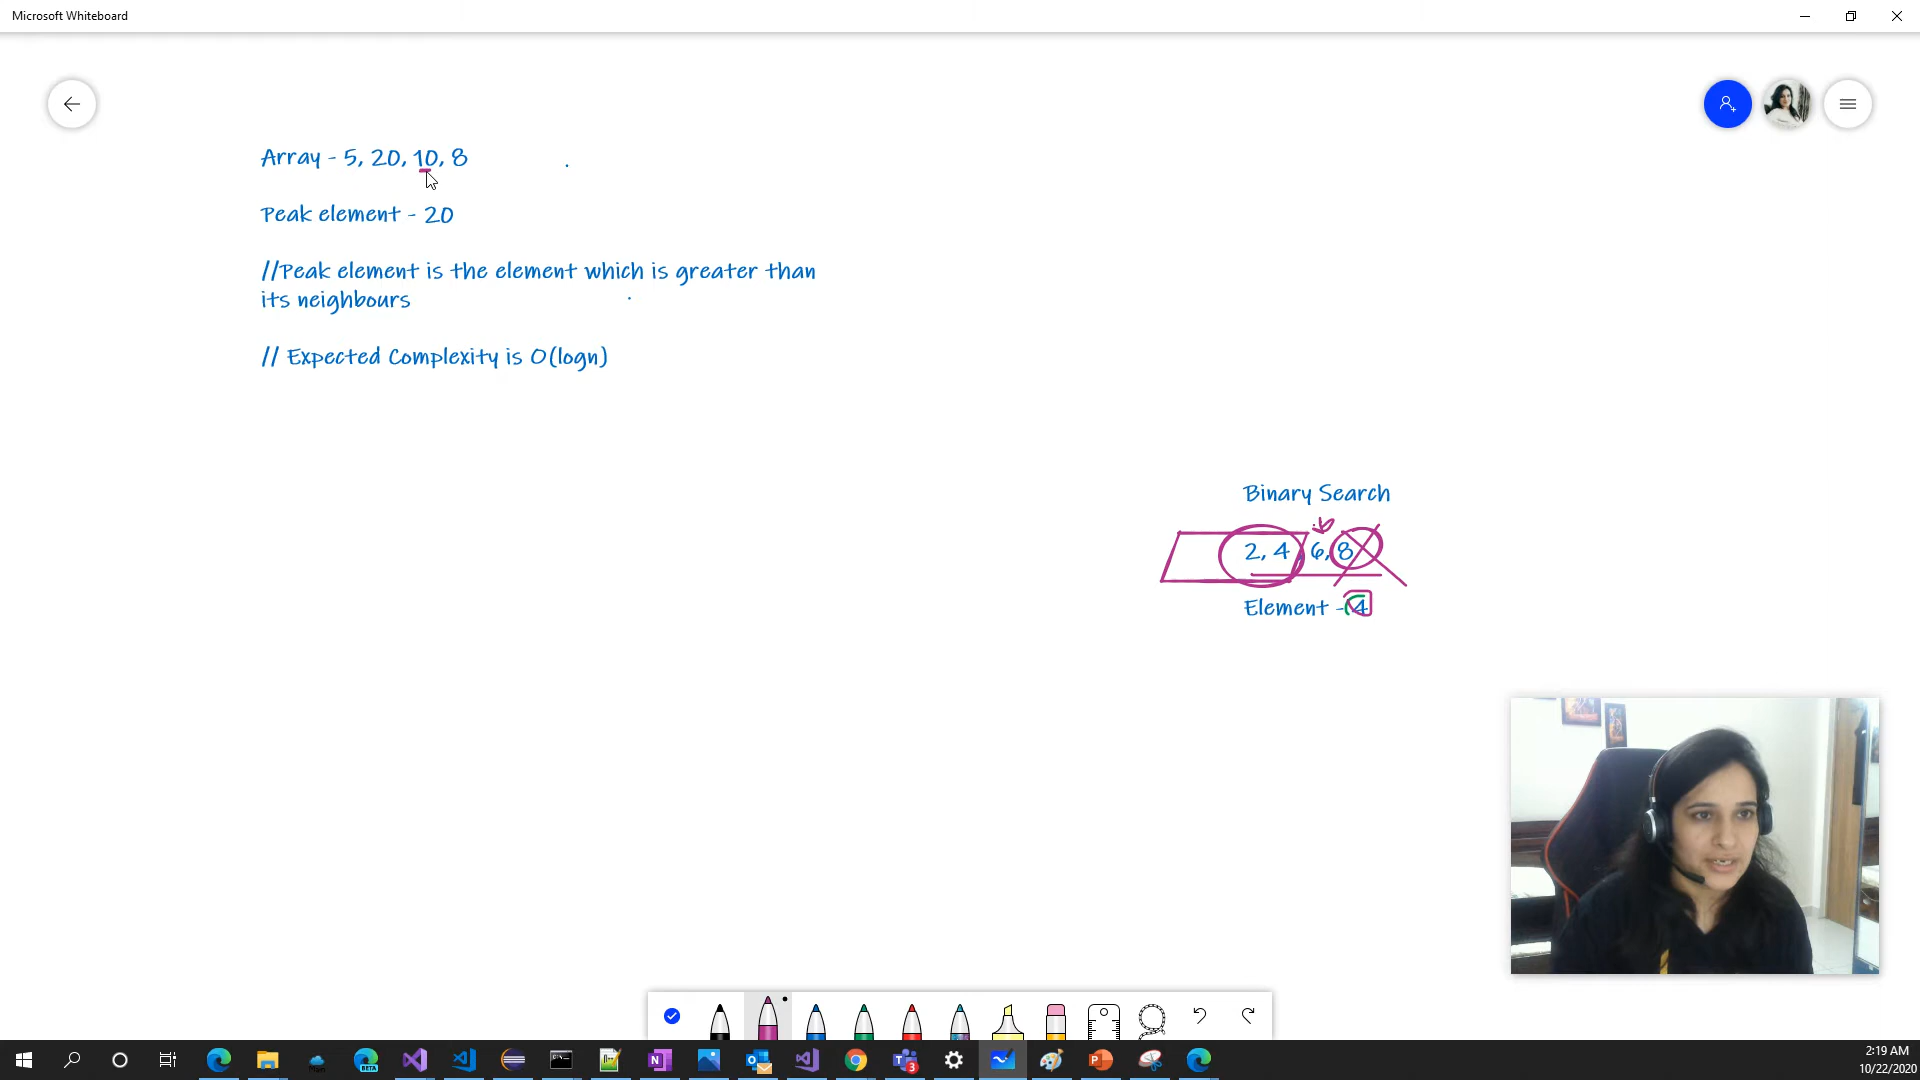 Microsoft Whiteboard
Array - 5, 20, 10, 8
Peak element - 20
//Peak element is the element which is greater than
its neighbours
// Expected Complexity is O(logn)
Binary Search
2, 4, 6, 8
Element - 4
BETA
N
3
2:19 AM
10/22/2020